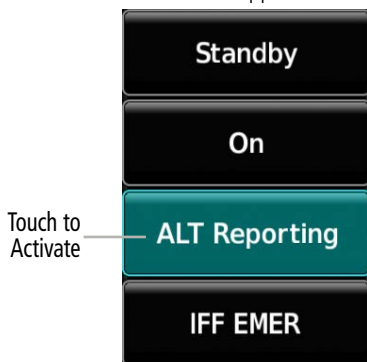 Standby
On
Touch to
Activate
ALT Reporting
IFF EMER